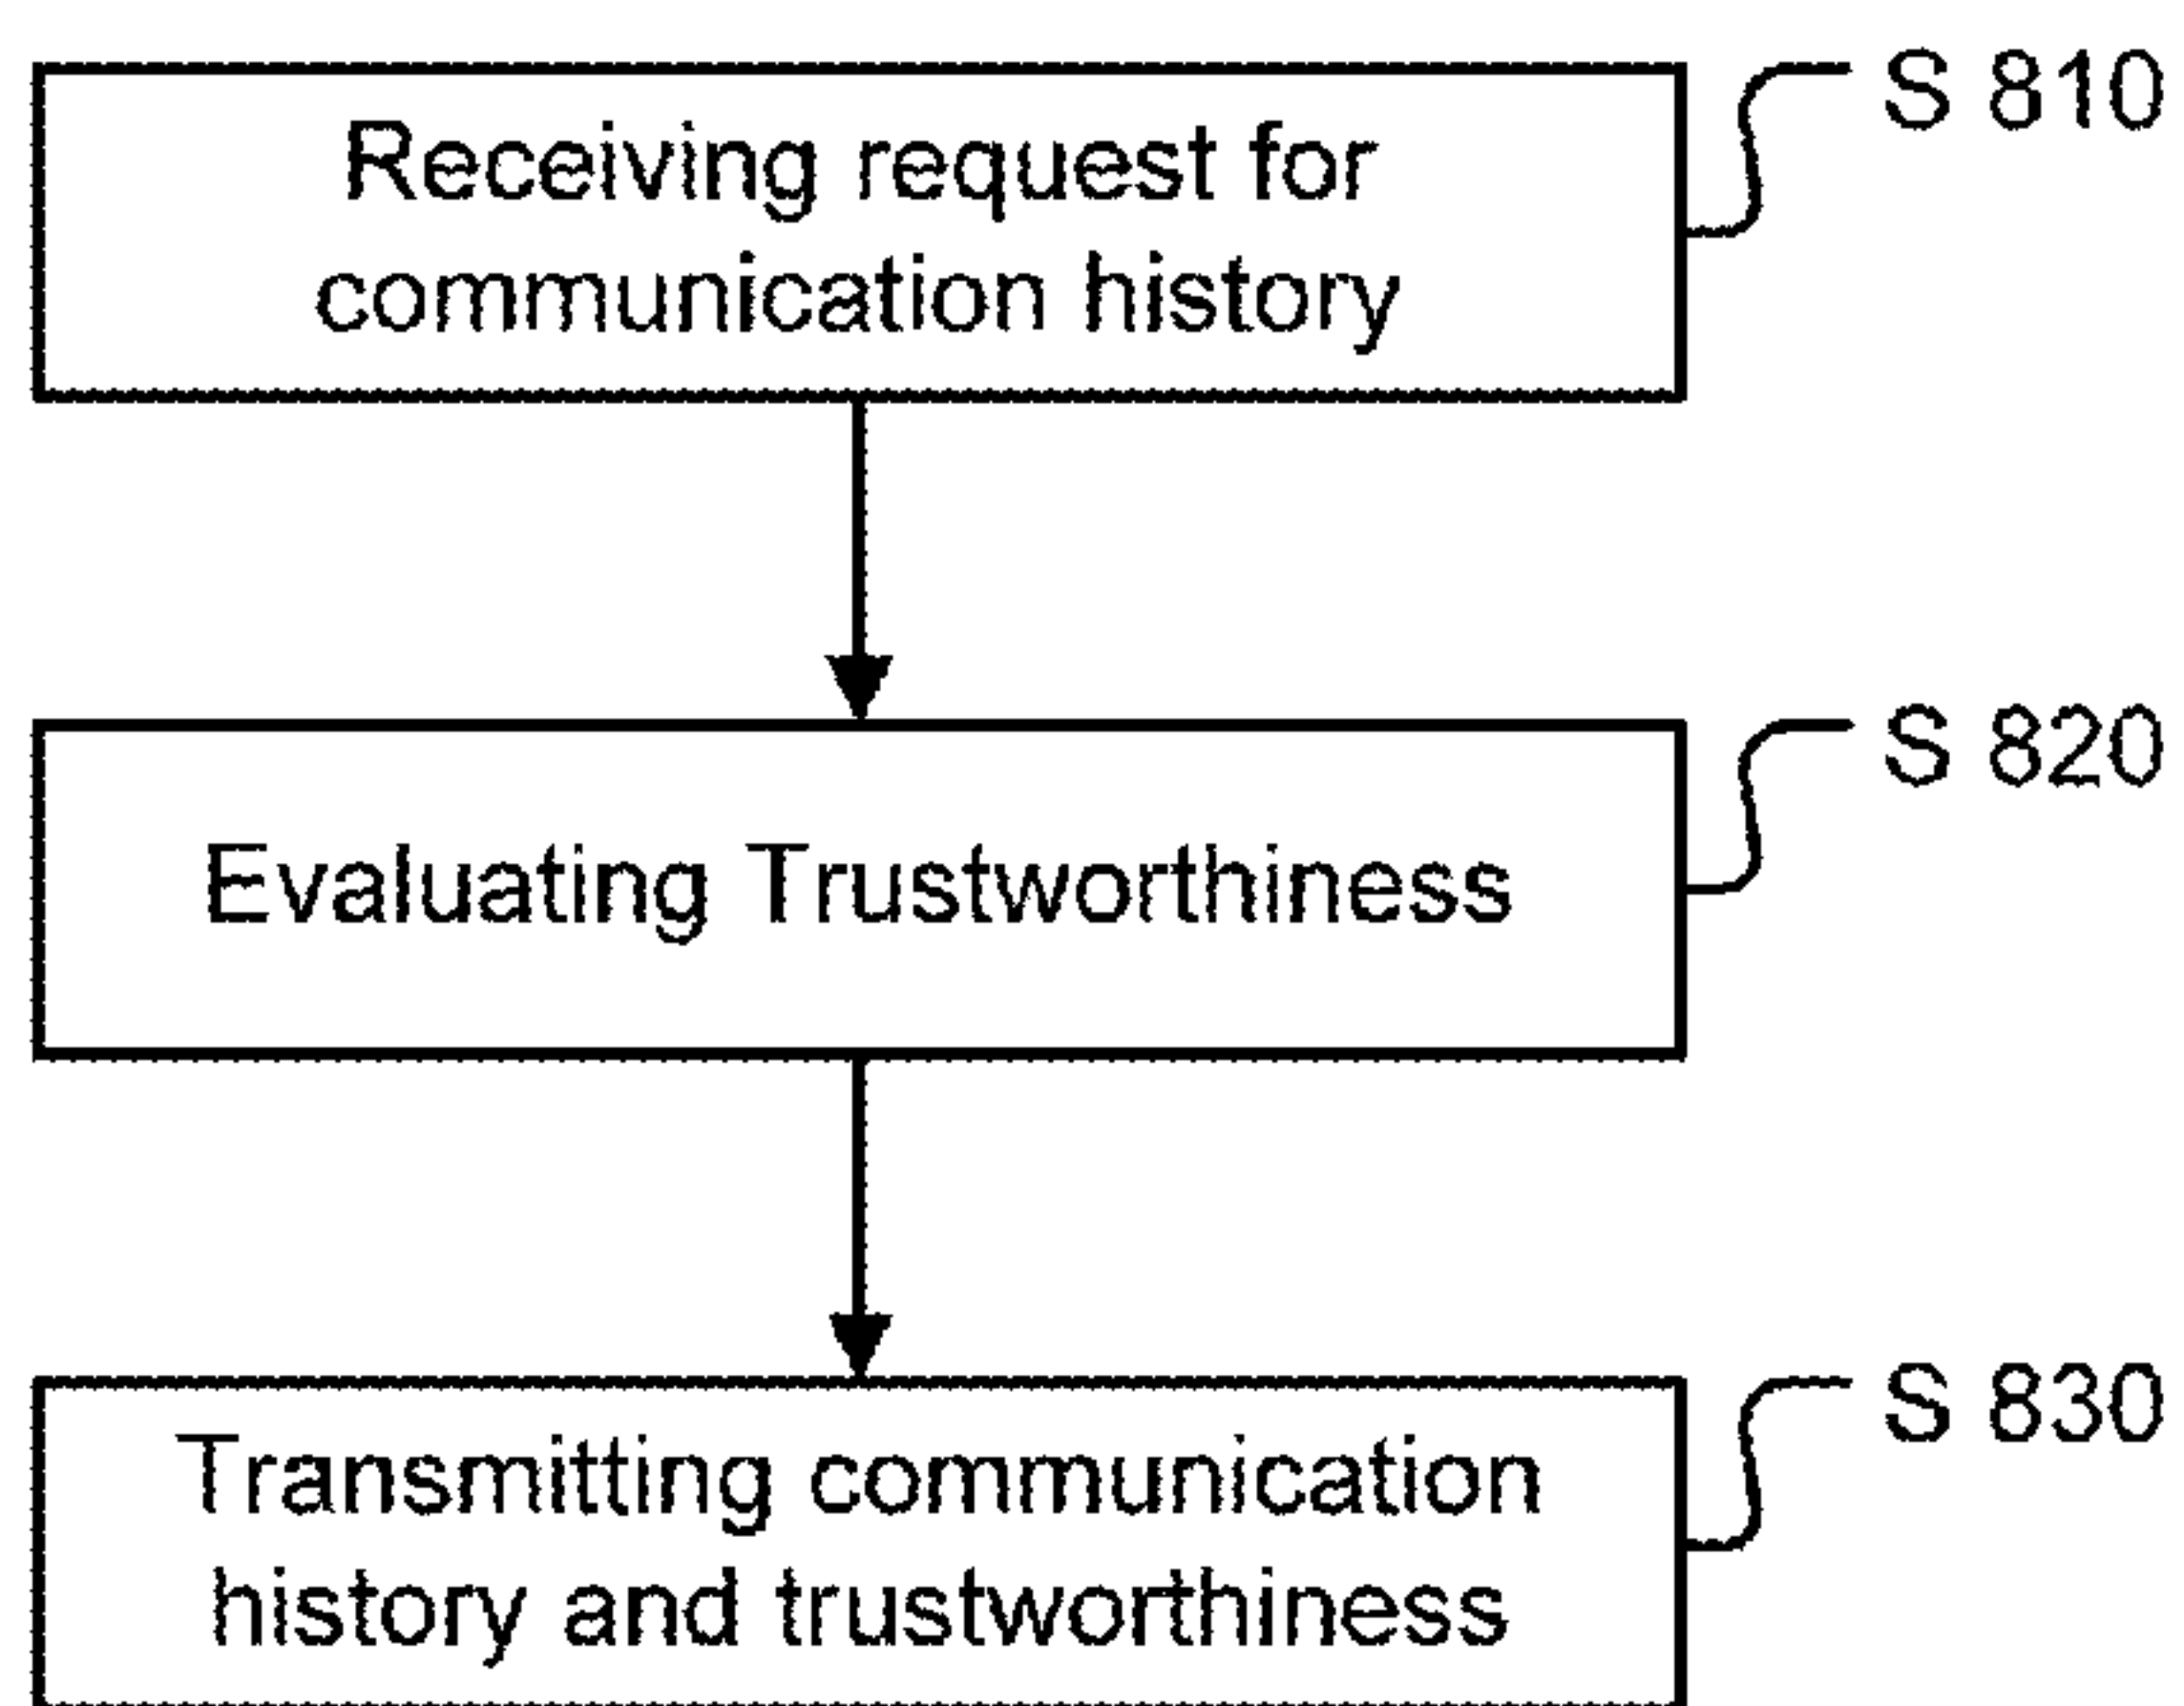 Receiving request for
communication history
S 810
Evaluating Trustworthiness
S 820
Transmitting communication
history and trustworthiness
S 830